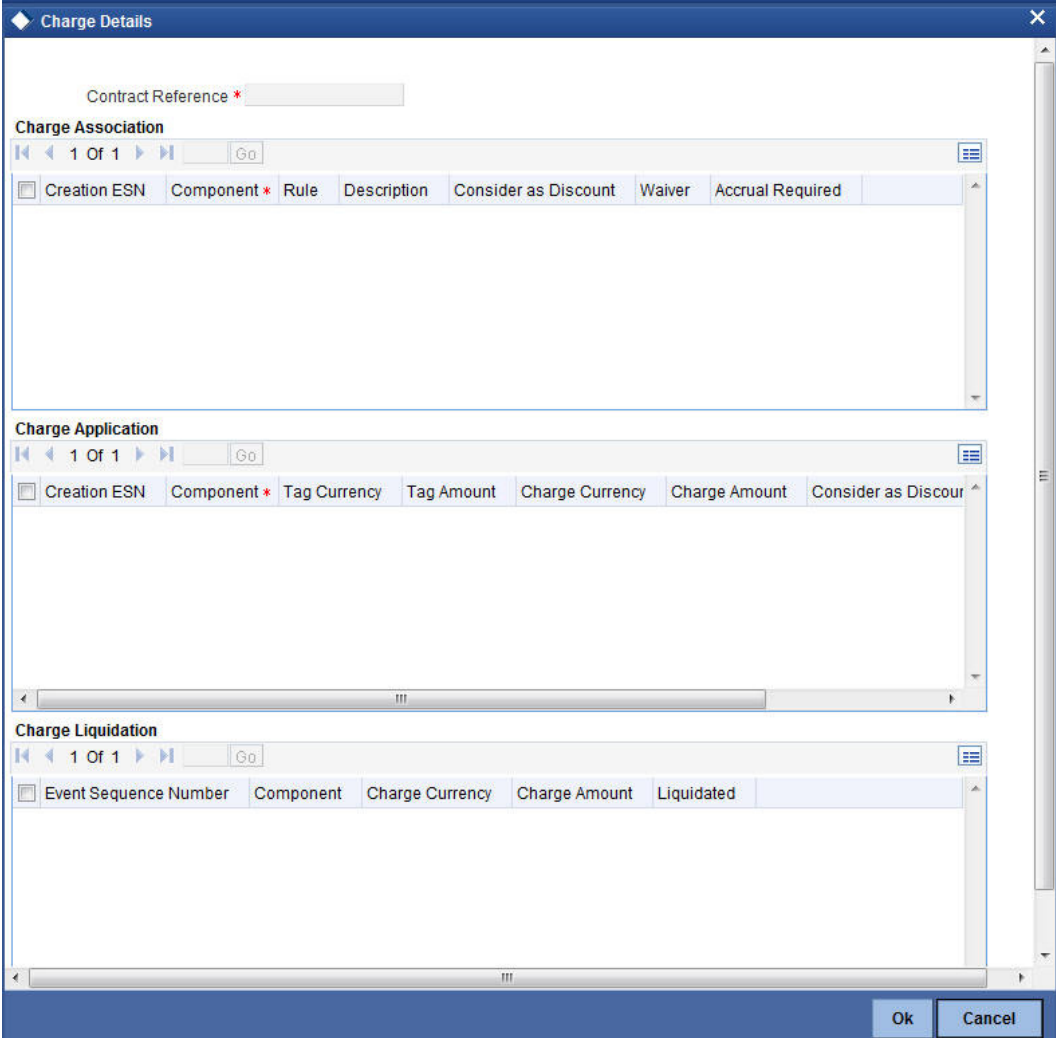 Charge Details
Contract Reference *
Charge Association
1 Of 1 Go
Creation ESN Component * Rule Description Consider as Discount Waiver Accrual Required
Charge Application
1 Of 1 Go
Creation ESN Component * Tag Currency Tag Amount Charge Currency Charge Amount Consider as Discour
Charge Liquidation
1 Of 1 Go
Event Sequence Number Component Charge Currency Charge Amount Liquidated
Ok Cancel